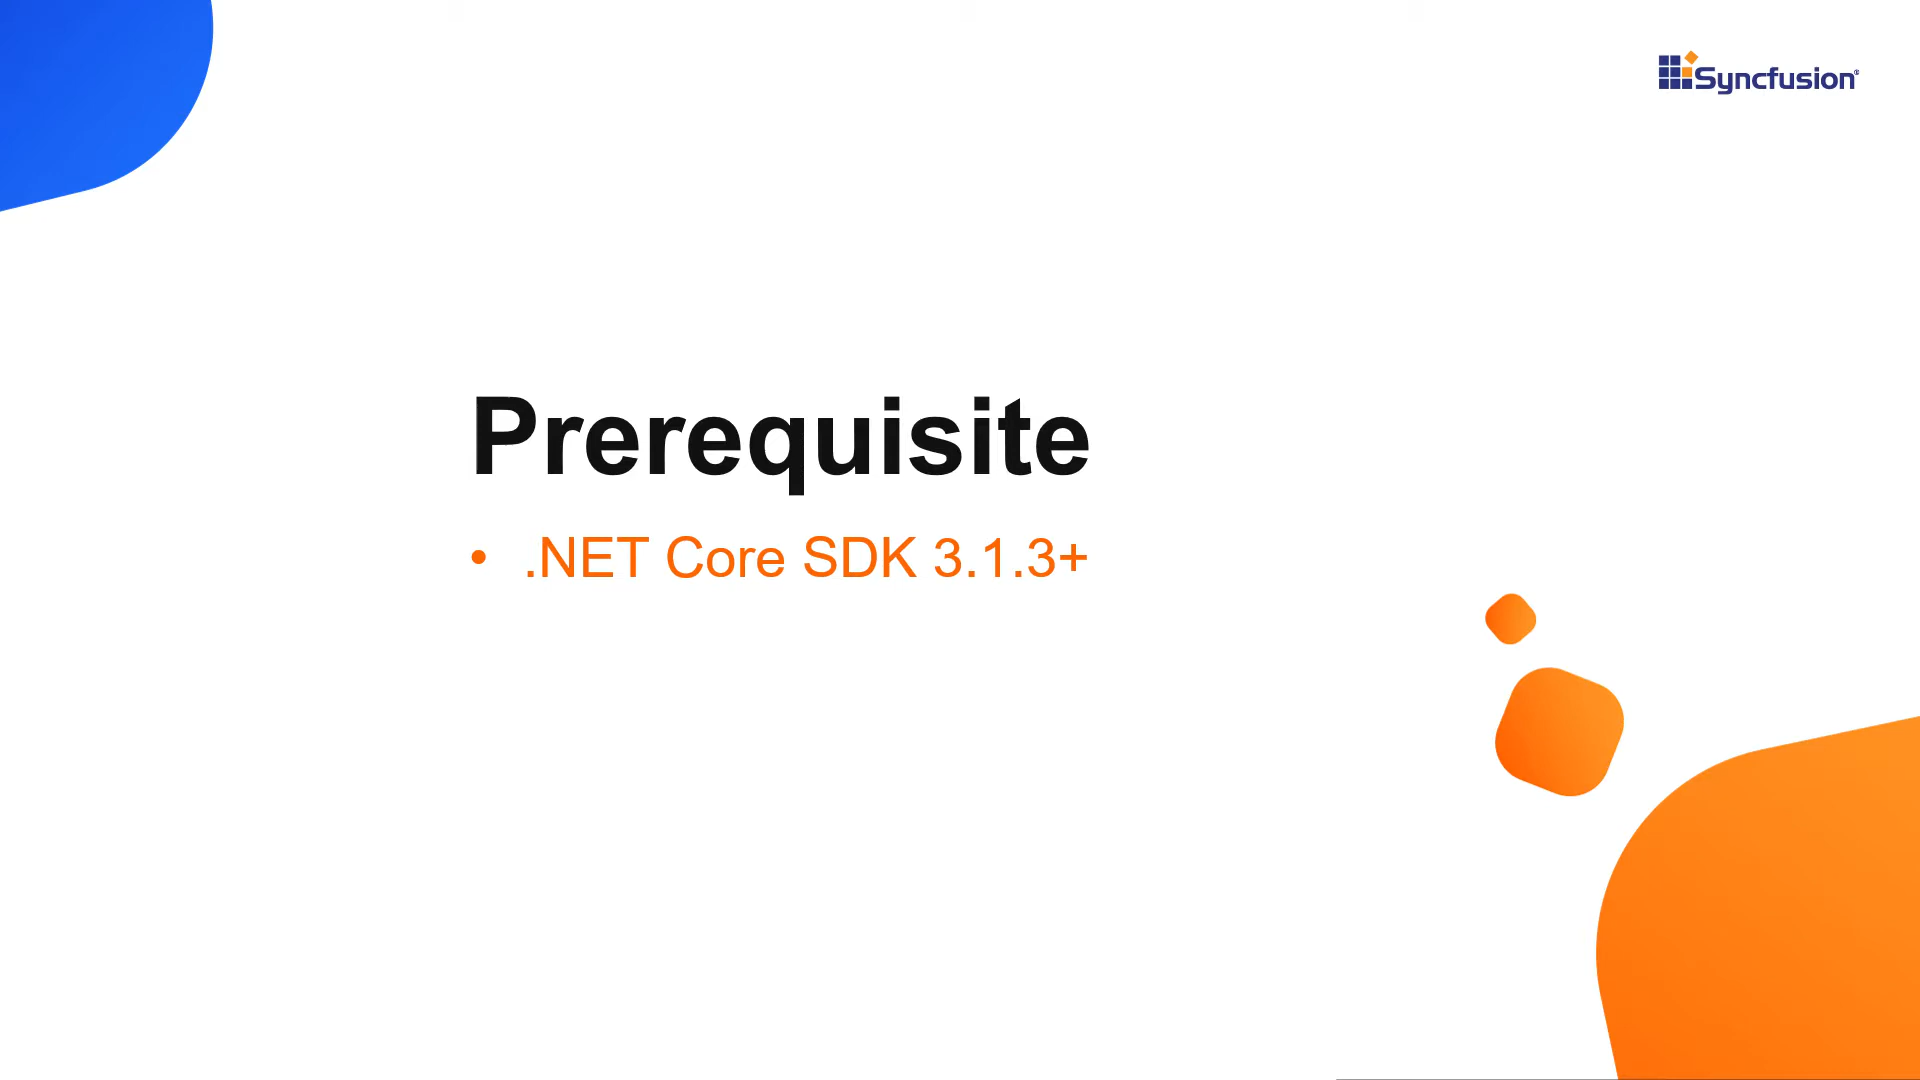 Syncfusion®
Prerequisite
• .NET Core SDK 3.1.3+